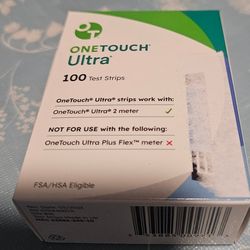 ONETOUCH®
Ultra®
100 Test Strips
OneTouch® Ultra® strips work with:
OneTouch® Ultra® 2 meter ✓
NOT FOR USE with the following:
OneTouch Ultra Plus Flex™ meter ✗
FSA/HSA Eligible